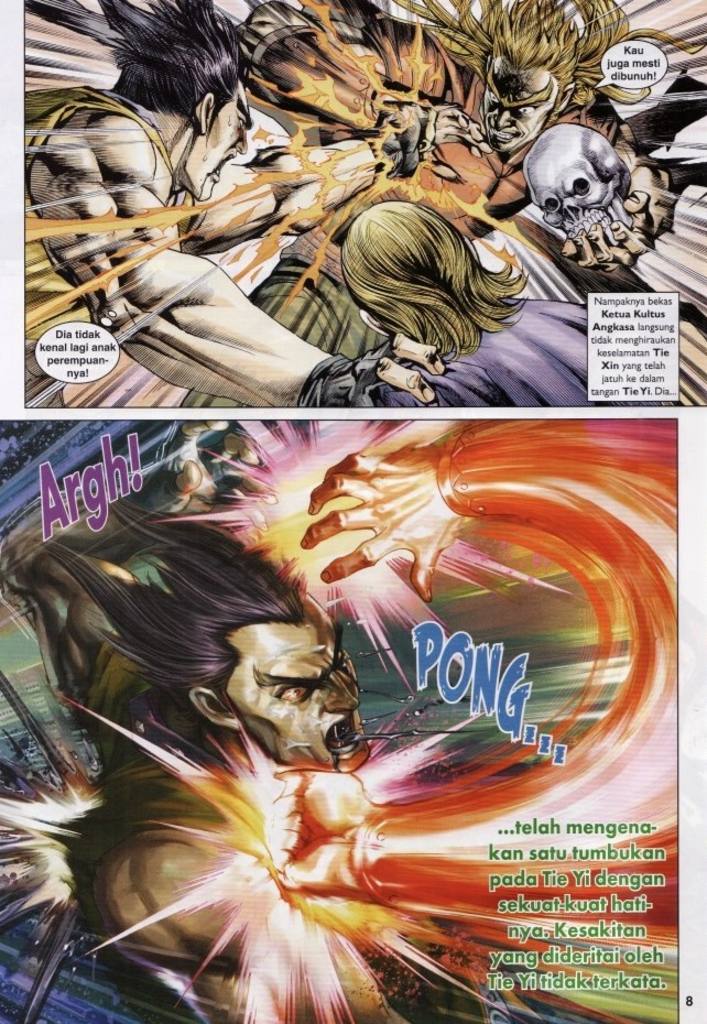 Kau
juga mesti
dibunuh!
Dia tidak
kenal lagi anak
perempuan-
nya!
Nampaknya bekas
Ketua Kultus
Angkasa langsung
tidak menghiraukan
keselamatan Tie
Xin yang telah
jatuh ke dalam
tangan Tie Yi. Dia...
Argh!
PONG...
...telah mengena-
kan satu tumbukan
pada Tie Yi dengan
sekuat-kuat hati-
nya. Kesakitan
yang dideritai oleh
Tie Yi tidak terkata.
8